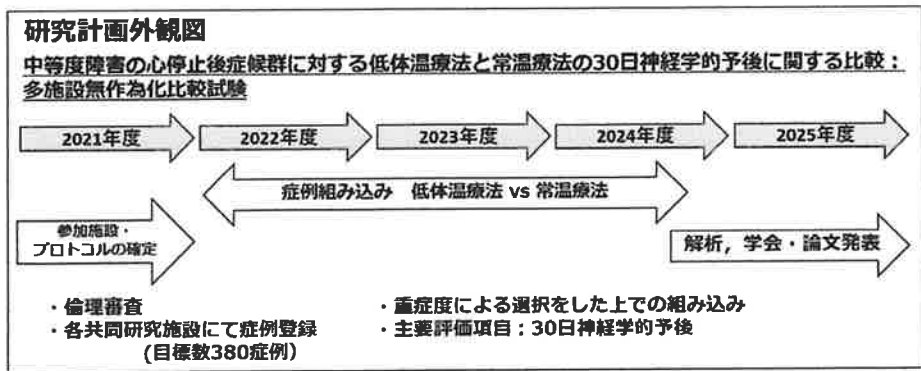 研究計画外観図
中等度障害の心停止後症候群に対する低体温療法と常温療法の30日神経学的予後に関する比較：
多施設無作為化比較試験
2021年度
2022年度
2023年度
2024年度
2025年度
症例組み込み　低体温療法 vs 常温療法
参加施設・
プロトコルの確定
解析，学会・論文発表
・倫理審査
・各共同研究施設にて症例登録
(目標数380症例）
・重症度による選択をした上での組み込み
・主要評価項目：30日神経学的予後